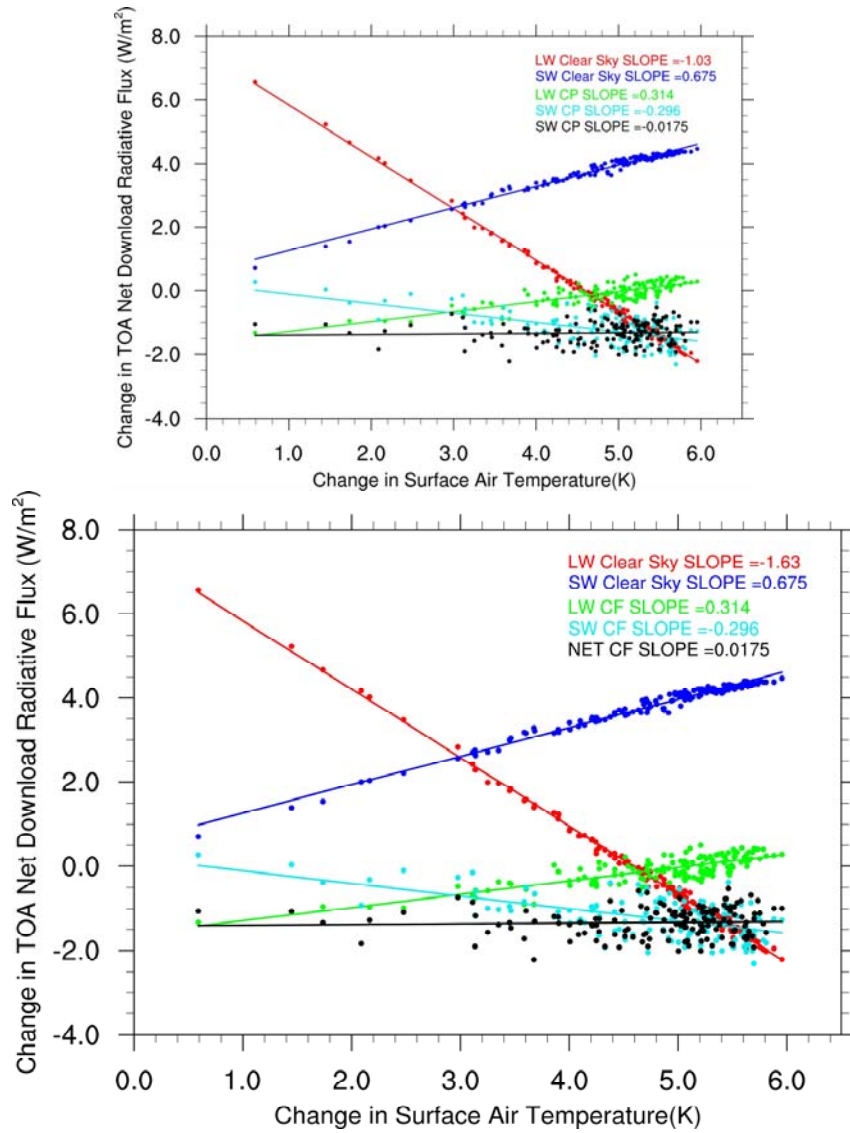 Change in TOA Net Download Radiative Flux (W/m²)
8.0
6.0
4.0
2.0
0.0
-2.0
-4.0
LW Clear Sky SLOPE =-1.03
SW Clear Sky SLOPE =0.675
LW CP SLOPE =0.314
SW CP SLOPE =-0.296
SW CP SLOPE =-0.0175
0.0 1.0 2.0 3.0 4.0 5.0 6.0
Change in Surface Air Temperature(K)
Change in TOA Net Download Radiative Flux (W/m²)
8.0
6.0
4.0
2.0
0.0
-2.0
-4.0
LW Clear Sky SLOPE =-1.63
SW Clear Sky SLOPE =0.675
LW CF SLOPE =0.314
SW CF SLOPE =-0.296
NET CF SLOPE =0.0175
0.0 1.0 2.0 3.0 4.0 5.0 6.0
Change in Surface Air Temperature(K)